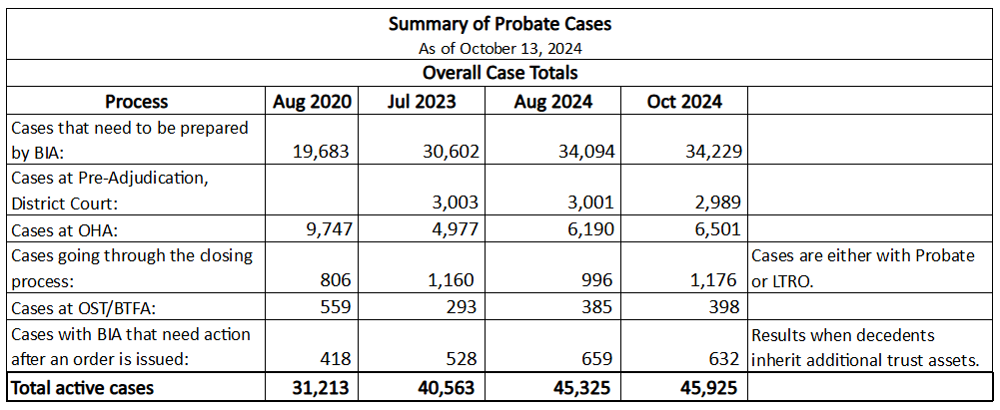 Summary of Probate Cases
As of October 13, 2024
Overall Case Totals
Process Aug 2020 Jul 2023 Aug 2024 Oct 2024
Cases that need to be prepared
by BIA: 19,683 30,602 34,094 34,229
Cases at Pre-Adjudication,
District Court: 3,003 3,001 2,989
Cases at OHA: 9,747 4,977 6,190 6,501
Cases going through the closing Cases are either with Probate
process: 806 1,160 996 1,176 or LTRO.
Cases at OST/BTFA: 559 293 385 398
Cases with BIA that need action Results when decedents
after an order is issued: 418 528 659 632 inherit additional trust assets.
Total active cases 31,213 40,563 45,325 45,925